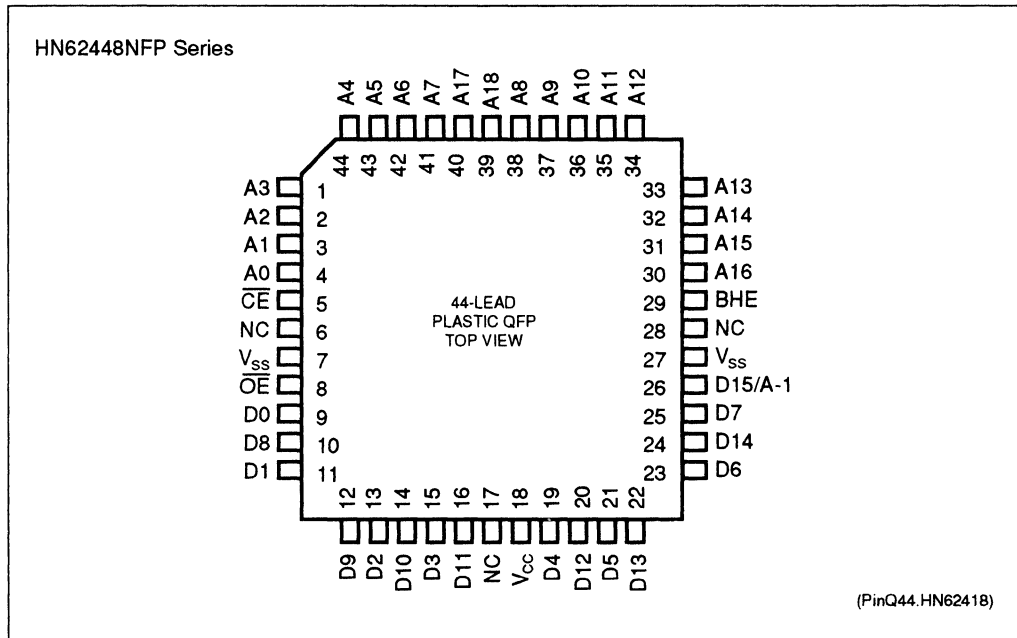 HN62448NFP Series
A4 A5 A6 A7 A17 A18 A8 A9 A10 A11 A12
44 43 42 41 40 39 38 37 36 35 34
A3 1
A2 2
A1 3
A0 4
C̅E̅ 5
NC 6
VSS 7
O̅E̅ 8
D0 9
D8 10
D1 11
44-LEAD
PLASTIC QFP
TOP VIEW
33 A13
32 A14
31 A15
30 A16
29 BHE
28 NC
27 VSS
26 D15/A-1
25 D7
24 D14
23 D6
12 13 14 15 16 17 18 19 20 21 22
D9 D2 D10 D3 D11 NC VCC D4 D12 D5 D13
(PinQ44.HN62418)